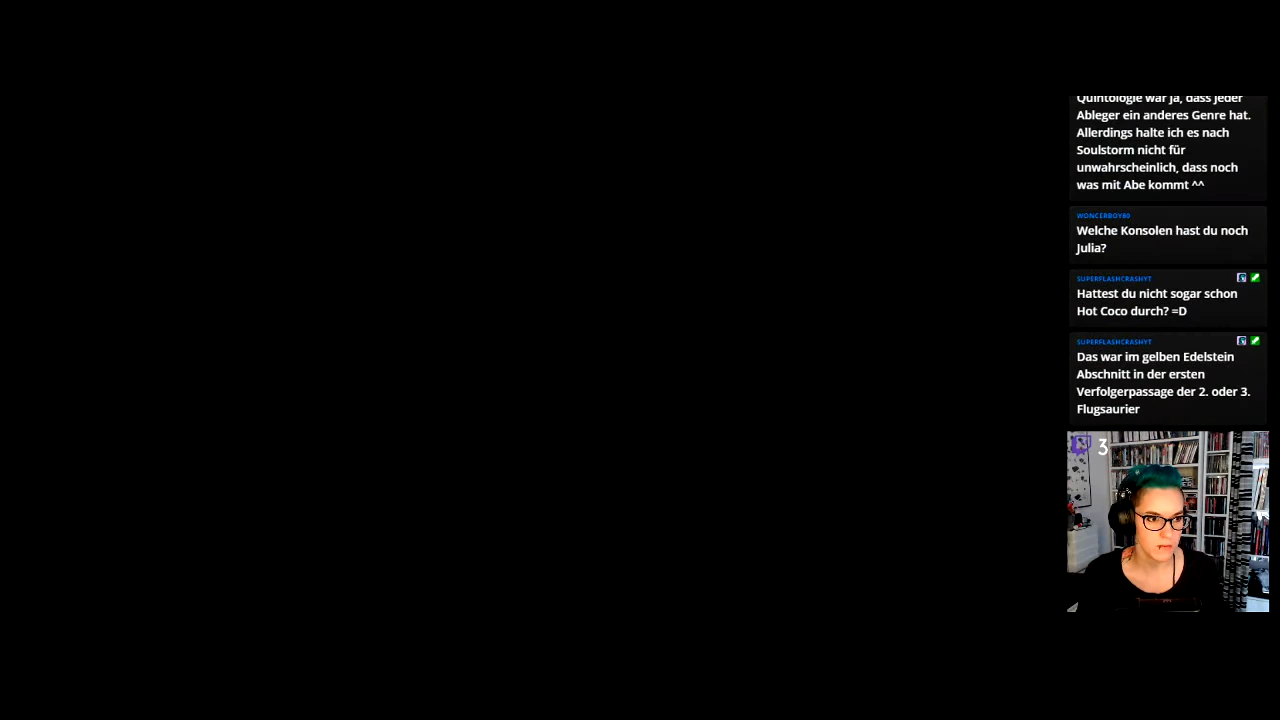 Quintologie war ja, dass jeder
Ableger ein anderes Genre hat.
Allerdings halte ich es nach
Soulstorm nicht für
unwahrscheinlich, dass noch
was mit Abe kommt ^^
WONCERBOY80
Welche Konsolen hast du noch
Julia?
SUPERFLASHCRASHYT
Hattest du nicht sogar schon
Hot Coco durch? =D
SUPERFLASHCRASHYT
Das war im gelben Edelstein
Abschnitt in der ersten
Verfolgerpassage der 2. oder 3.
Flugsaurier
3